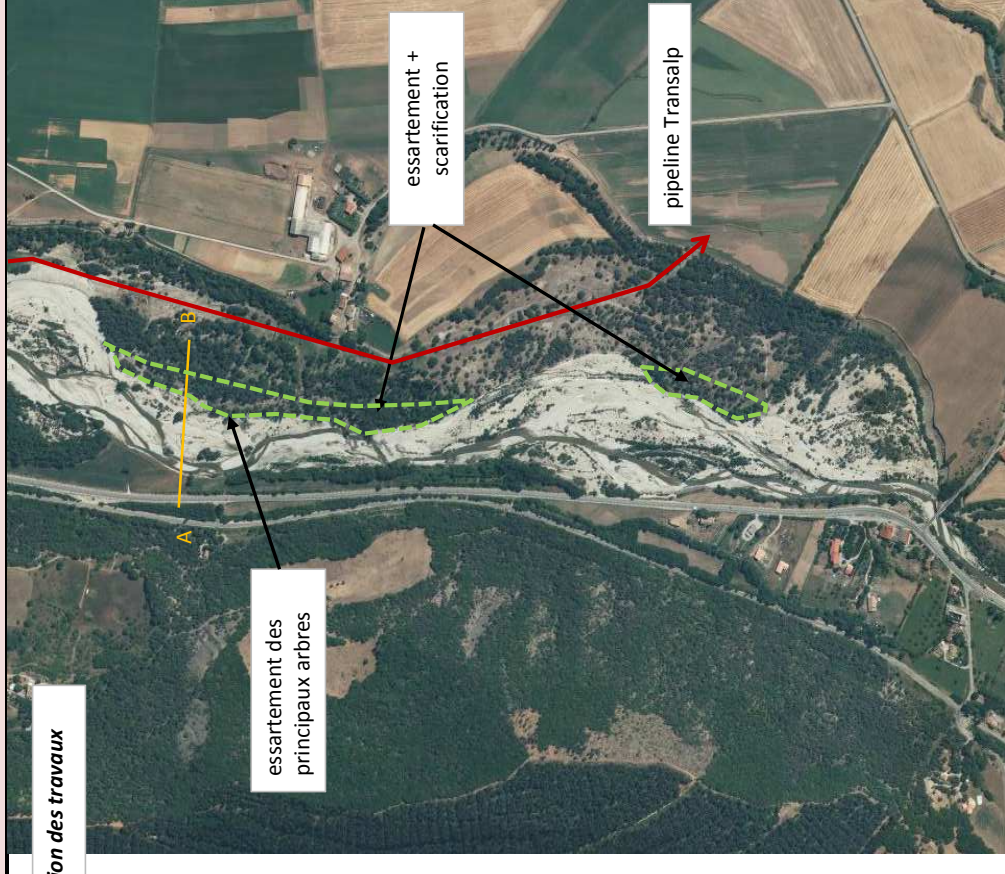 ion des travaux
A
B
essartement des
principaux arbres
essartement +
scarification
pipeline Transalp